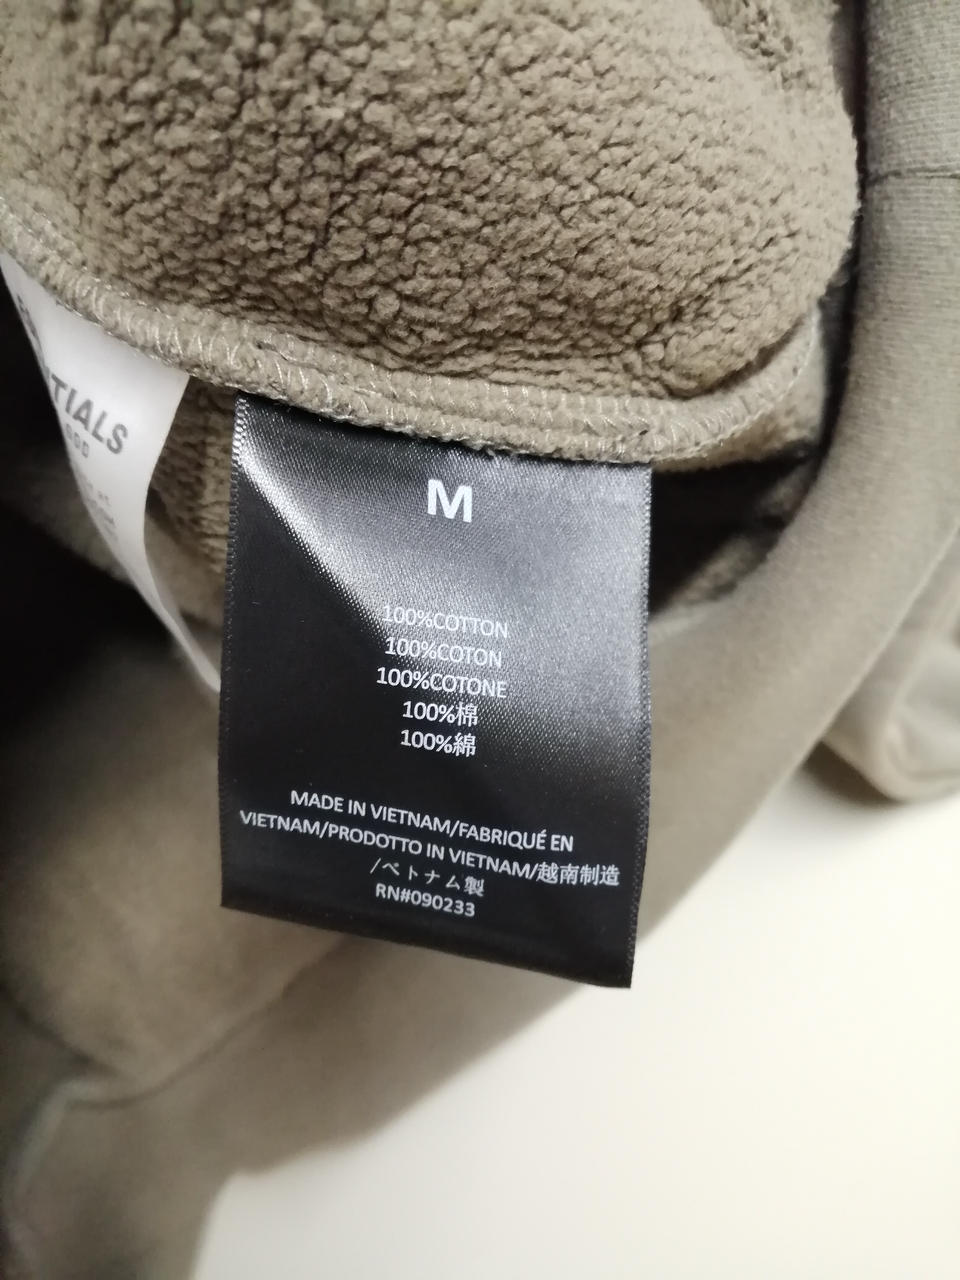 TIALS
M
100%COTTON
100%COTON
100%COTONE
100%棉
100%綿
MADE IN VIETNAM/FABRIQUÉ EN
VIETNAM/PRODOTTO IN VIETNAM/越南制造
/ベトナム製
RN#090233